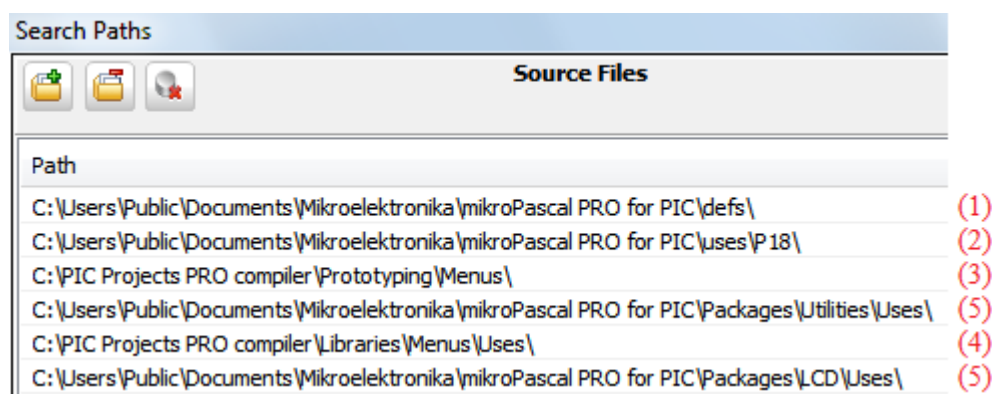 Search Paths
Source Files
Path
C:\Users\Public\Documents\Mikroelektronika\mikroPascal PRO for PIC\defs\ (1)
C:\Users\Public\Documents\Mikroelektronika\mikroPascal PRO for PIC\uses\P18\ (2)
C:\PIC Projects PRO compiler\Prototyping\Menus\ (3)
C:\Users\Public\Documents\Mikroelektronika\mikroPascal PRO for PIC\Packages\Utilities\Uses\ (5)
C:\PIC Projects PRO compiler\Libraries\Menus\Uses\ (4)
C:\Users\Public\Documents\Mikroelektronika\mikroPascal PRO for PIC\Packages\LCD\Uses\ (5)